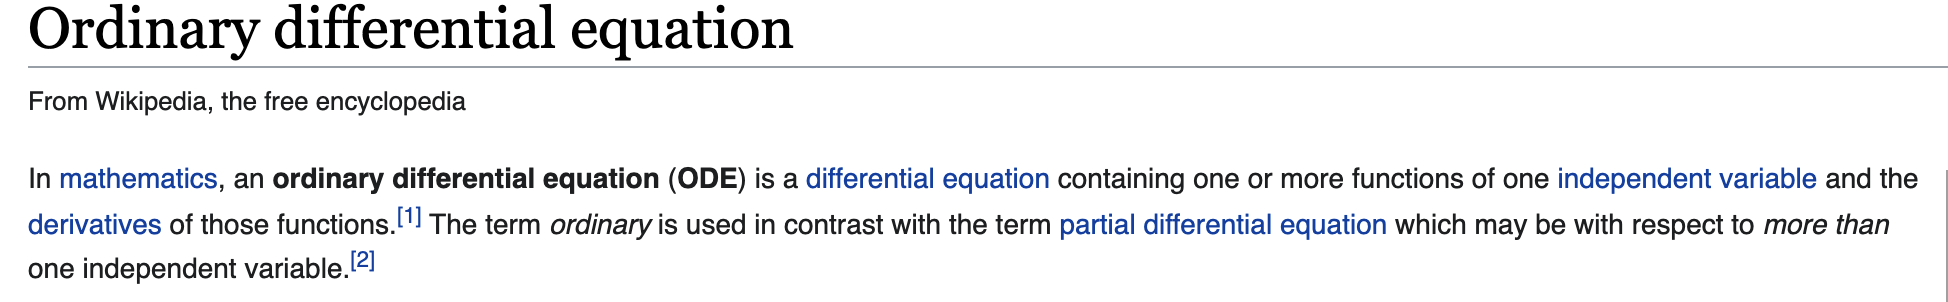 Ordinary differential equation
From Wikipedia, the free encyclopedia
In mathematics, an ordinary differential equation (ODE) is a differential equation containing one or more functions of one independent variable and the
derivatives of those functions.[1] The term ordinary is used in contrast with the term partial differential equation which may be with respect to more than
one independent variable.[2]